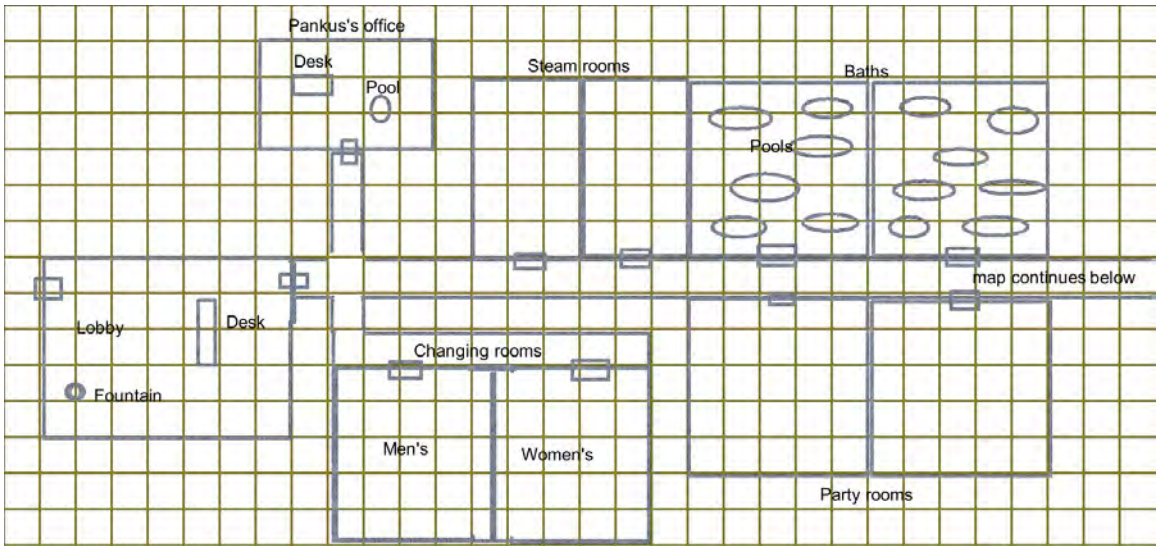 Pankus's office
Desk
Pool
Steam rooms
Baths
Pools
map continues below
Lobby
Desk
Fountain
Changing rooms
Men's
Women's
Party rooms